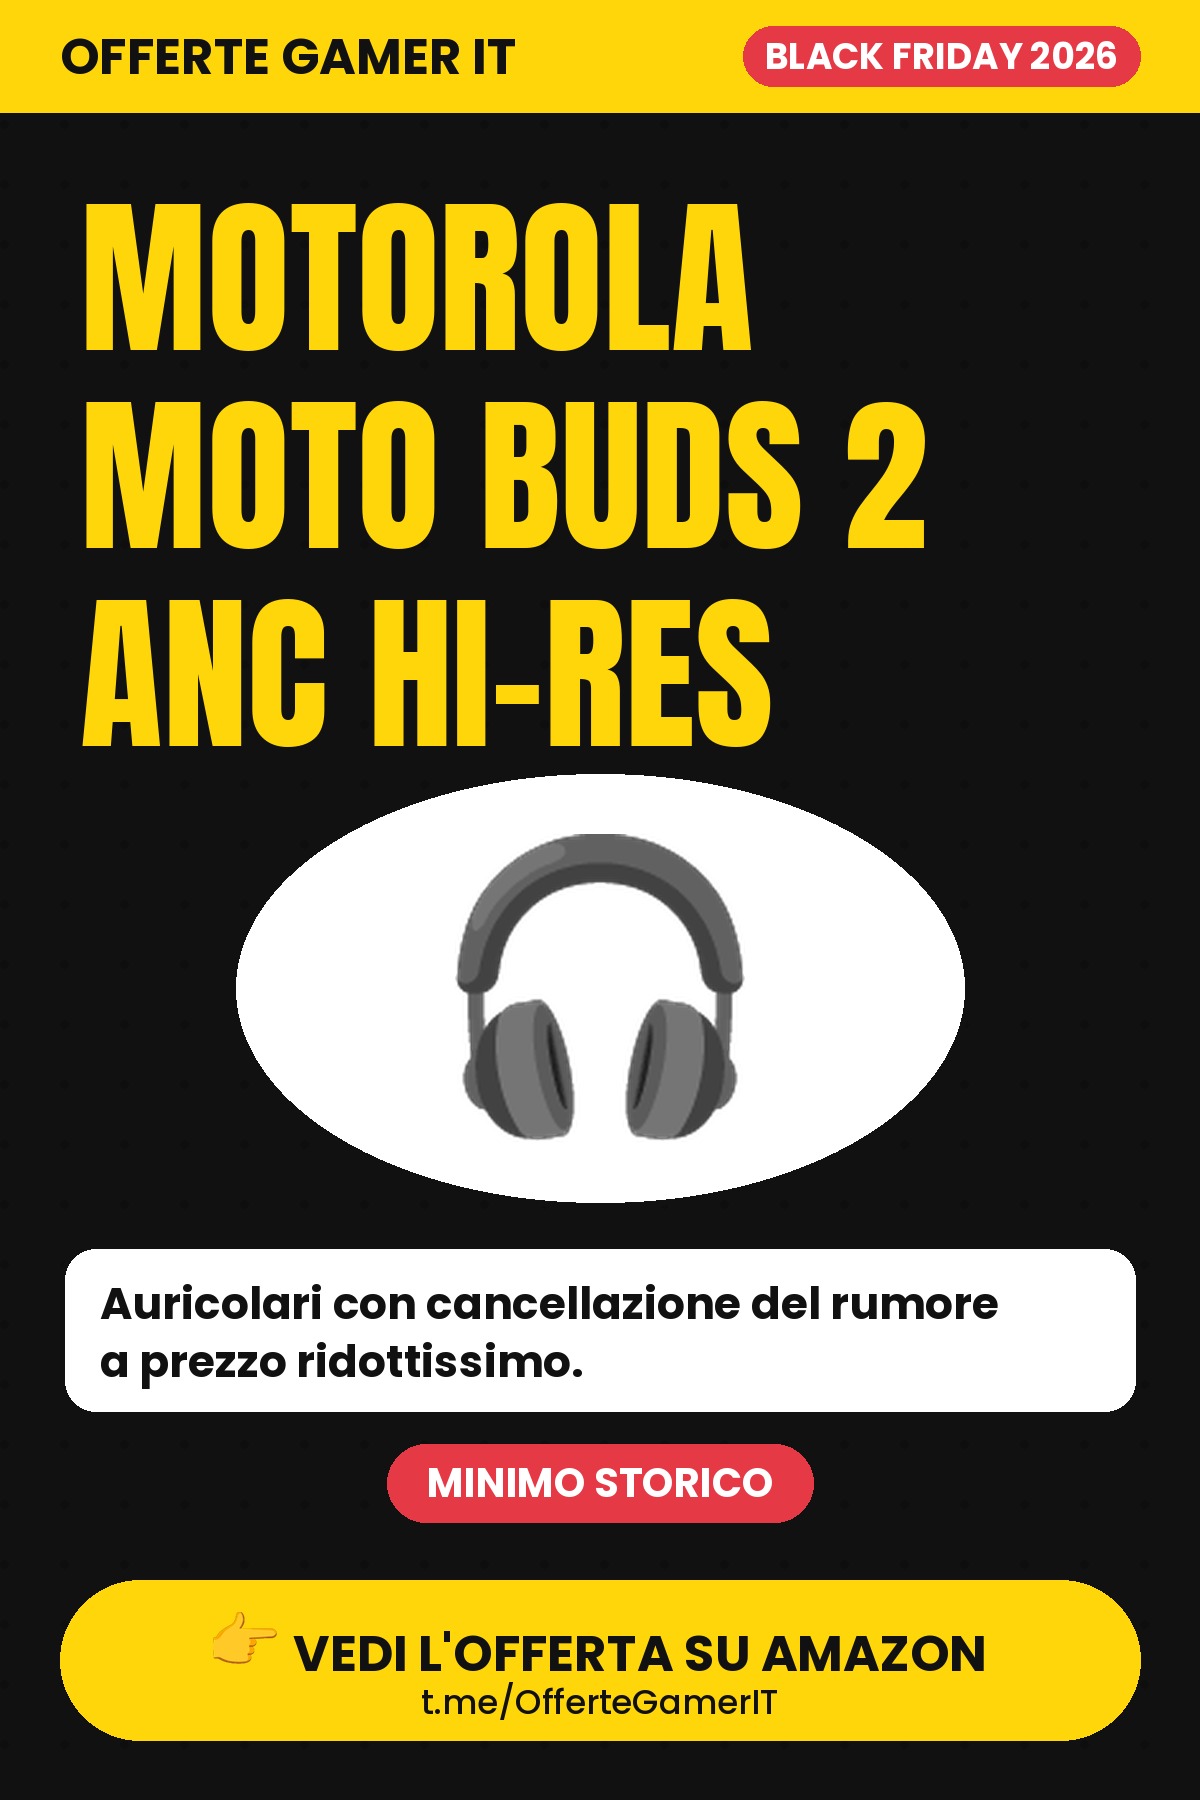 OFFERTE GAMER IT
BLACK FRIDAY 2026
MOTOROLA
MOTO BUDS 2
ANC HI-RES
Auricolari con cancellazione del rumore
a prezzo ridottissimo.
MINIMO STORICO
👉 VEDI L'OFFERTA SU AMAZON
t.me/OfferteGamerIT